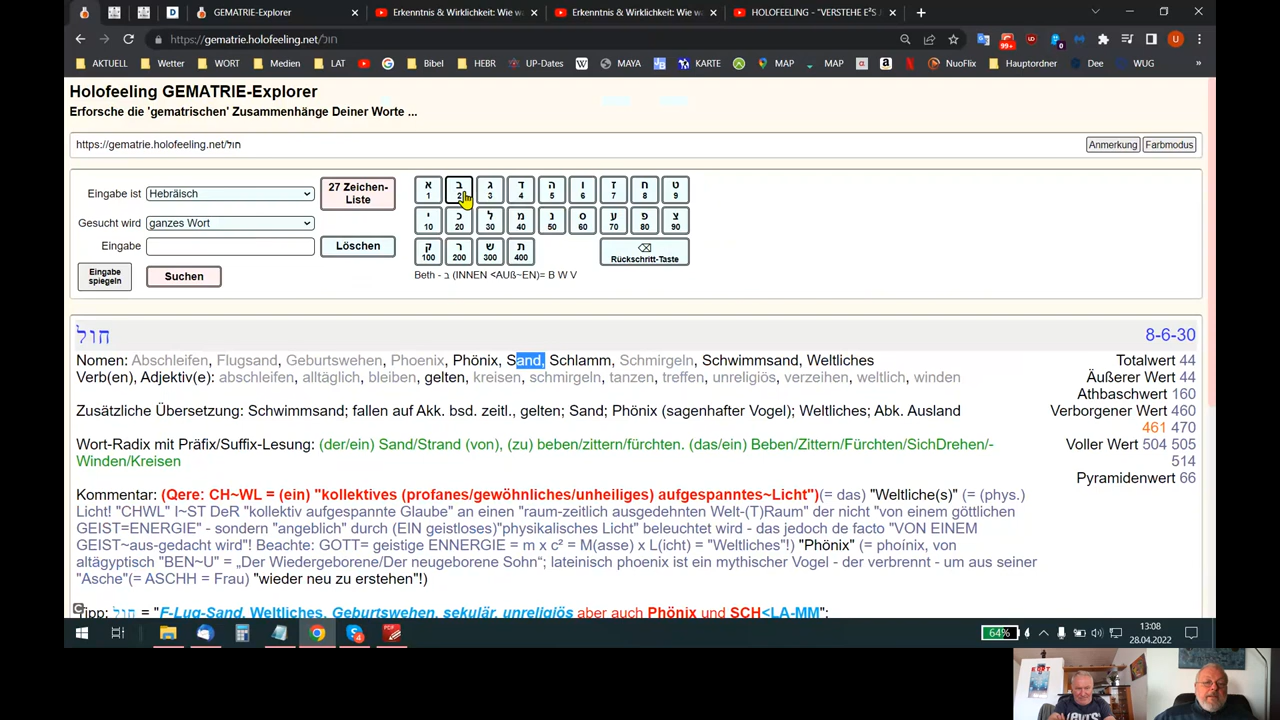 GEMATRIE-Explorer
Erkenntnis & Wirklichkeit: Wie w
Erkenntnis & Wirklichkeit: Wie w
HOLOFEELING - "VERSTEHE E²S
https://gematrie.holofeeling.net/חול
99+
AKTUELL Wetter WORT Medien LAT Bibel HEBR UP-Dates MAYA KARTE MAP MAP NuoFlix Hauptordner Dee WUG »
Holofeeling GEMATRIE-Explorer
Erforsche die 'gematrischen' Zusammenhänge Deiner Worte ...
https://gematrie.holofeeling.net/חול
Anmerkung Farbmodus
Eingabe ist Hebräisch
27 Zeichen-Liste
Gesucht wird ganzes Wort
Eingabe
Löschen
Eingabe spiegeln
Suchen
א ב ג ד ה ו ז ח ט
1 2 3 4 5 6 7 8 9
י כ ל מ נ ס ע פ צ
10 20 30 40 50 60 70 80 90
ק ר ש ת ⌫
100 200 300 400 Rückschritt-Taste
Beth - ב (INNEN <AUß~EN)= B W V
חול 8-6-30
Nomen: Abschleifen, Flugsand, Geburtswehen, Phoenix, Phönix, Sand, Schlamm, Schmirgeln, Schwimmsand, Weltliches
Verb(en), Adjektiv(e): abschleifen, alltäglich, bleiben, gelten, kreisen, schmirgeln, tanzen, treffen, unreligiös, verzeihen, weltlich, winden
Totalwert 44
Äußerer Wert 44
Athbaschwert 160
Verborgener Wert 460
461 470
Voller Wert 504 505
514
Pyramidenwert 66
Zusätzliche Übersetzung: Schwimmsand; fallen auf Akk. bsd. zeitl., gelten; Sand; Phönix (sagenhafter Vogel); Weltliches; Abk. Ausland
Wort-Radix mit Präfix/Suffix-Lesung: (der/ein) Sand/Strand (von), (zu) beben/zittern/fürchten. (das/ein) Beben/Zittern/Fürchten/SichDrehen/-
Winden/Kreisen
Kommentar: (Qere: CH~WL = (ein) "kollektives (profanes/gewöhnliches/unheiliges) aufgespanntes~Licht")(= das) "Weltliche(s)" (= (phys.)
Licht! "CHWL" I~ST DeR "kollektiv aufgespannte Glaube" an einen "raum-zeitlich ausgedehnten Welt-(T)Raum" der nicht "von einem göttlichen
GEIST=ENERGIE" - sondern "angeblich" durch (EIN geistloses)"physikalisches Licht" beleuchtet wird - das jedoch de facto "VON EINEM
GEIST~aus-gedacht wird"! Beachte: GOTT= geistige ENNERGIE = m x c² = M(asse) x L(icht) = "Weltliches"!) "Phönix" (= phoínix, von
altägyptisch "BEN~U" = „Der Wiedergeborene/Der neugeborene Sohn“; lateinisch phoenix ist ein mythischer Vogel - der verbrennt - um aus seiner
"Asche"(= ASCHH = Frau) "wieder neu zu erstehen"!)
Tipp: חול = "F-Lug-Sand, Weltliches, Geburtswehen, sekulär, unreligiös aber auch Phönix und SCH<LA-MM":
64%
13:08
28.04.2022